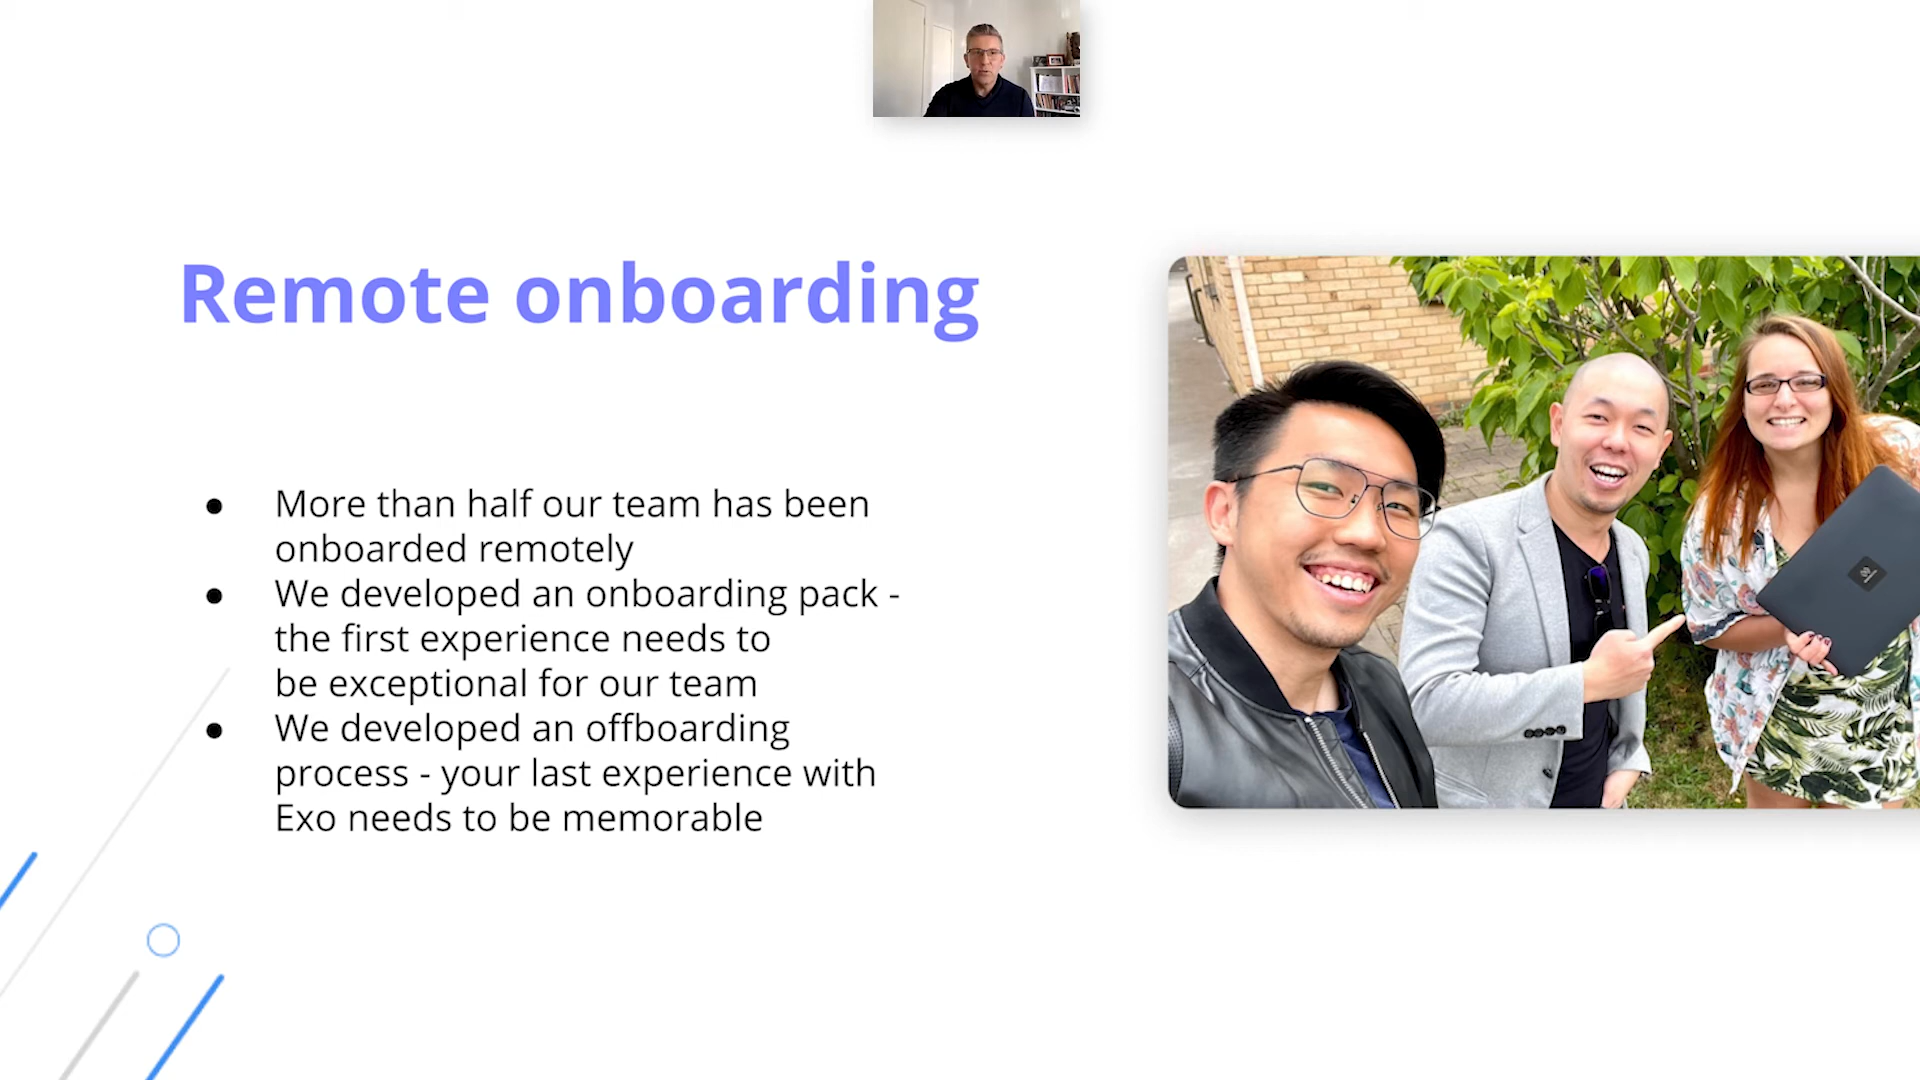 Remote onboarding
● More than half our team has been
onboarded remotely
● We developed an onboarding pack -
the first experience needs to
be exceptional for our team
● We developed an offboarding
process - your last experience with
Exo needs to be memorable